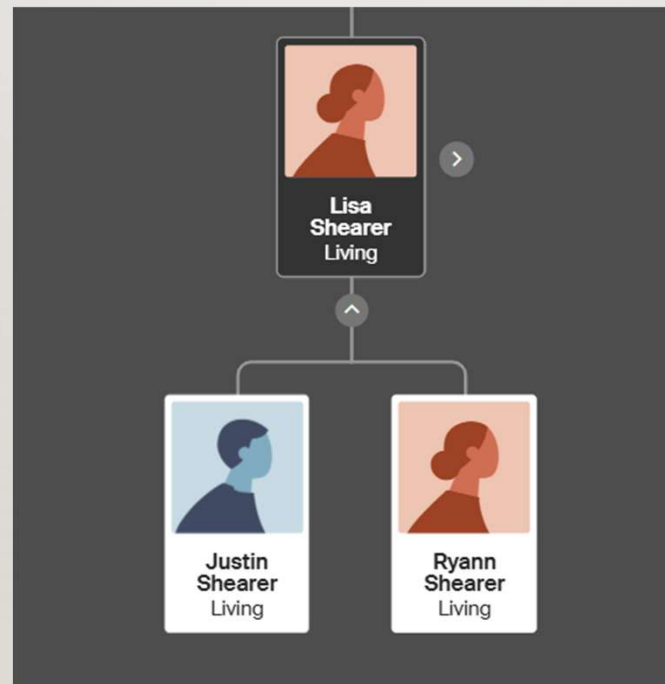 Lisa
Shearer
Living
Justin
Shearer
Living
Ryann
Shearer
Living